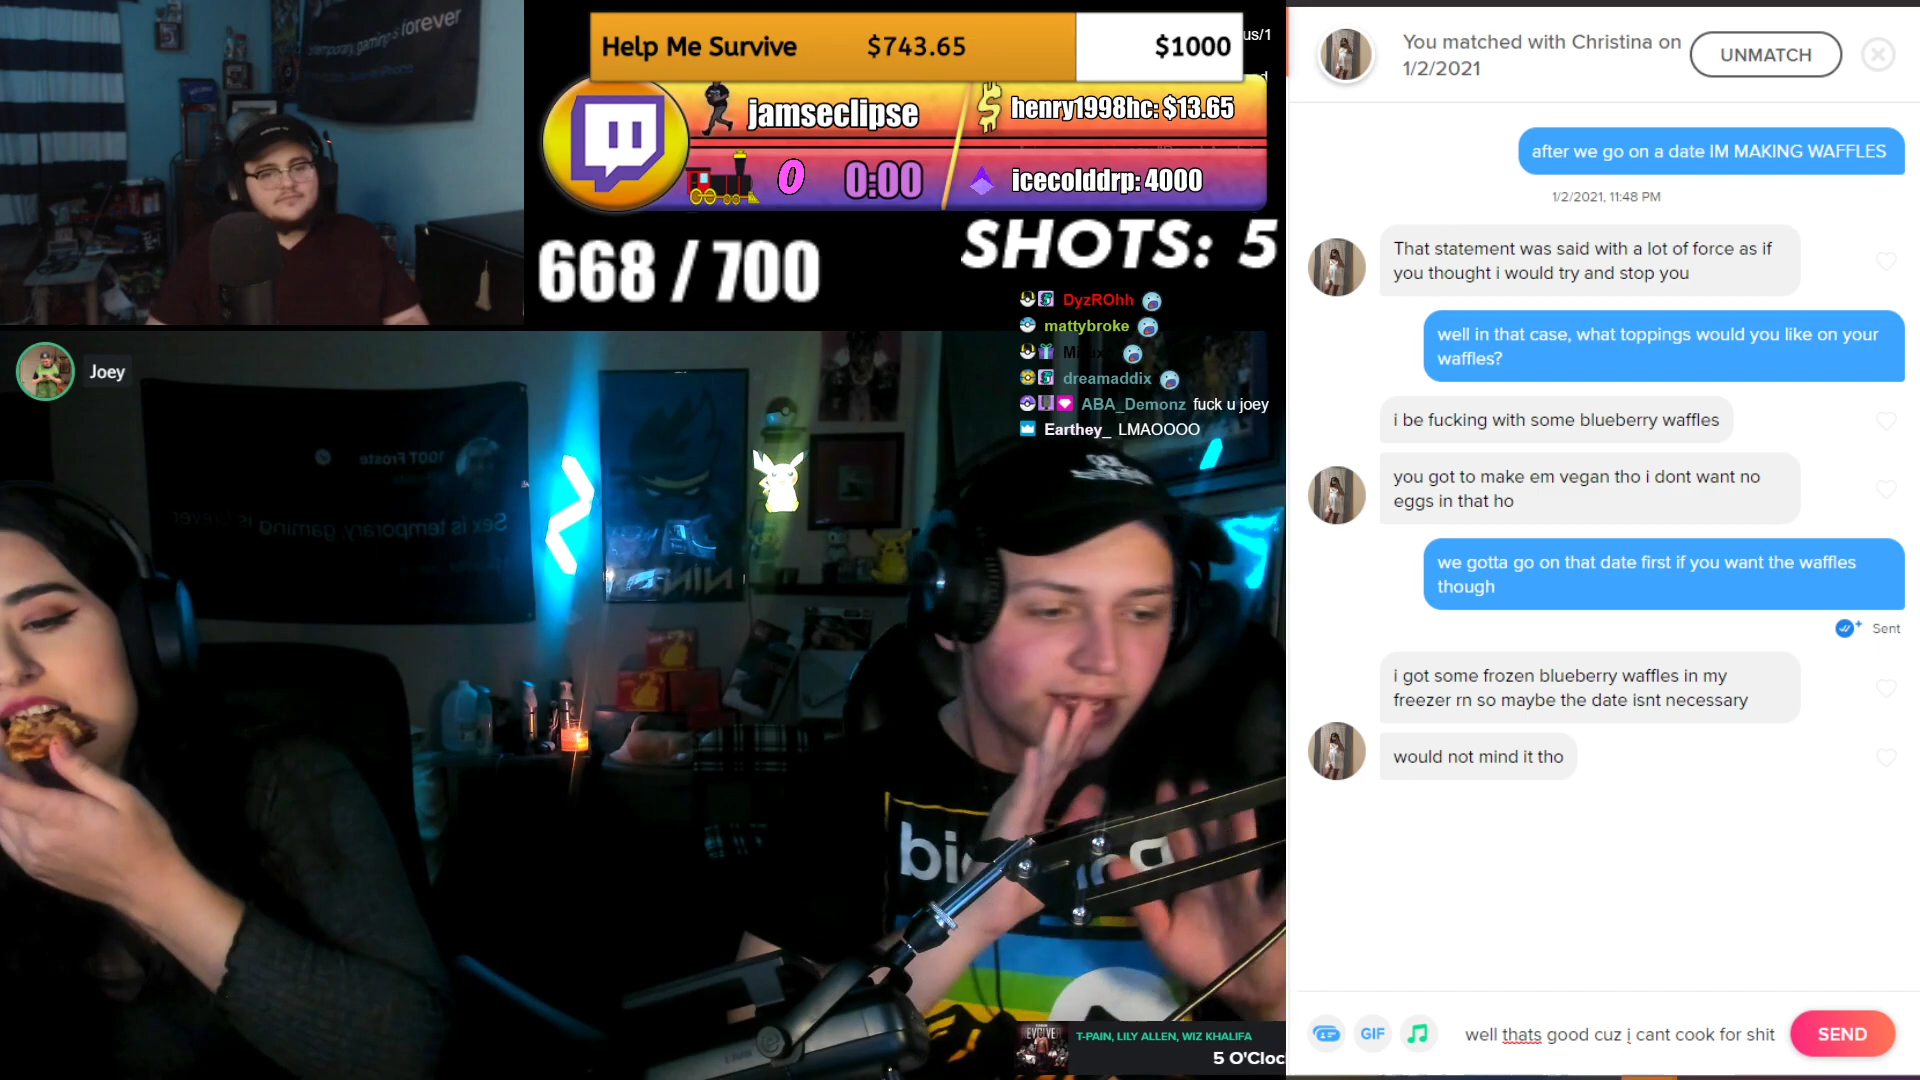 forever
Help Me Survive $743.65 $1000
us/1
jamseclipse henry1998hc: $13.65
0 0:00 icecolddrp: 4000
668 / 700 SHOTS: 5
DyzROhh
mattybroke
dreamaddix
ABA_Demonz fuck u joey
Earthey_ LMAOOOO
Joey
100T Froste
Sex is temporary, gaming is forever
NIN
T-PAIN, LILY ALLEN, WIZ KHALIFA
5 O'Cloc
You matched with Christina on
1/2/2021
UNMATCH
after we go on a date IM MAKING WAFFLES
1/2/2021, 11:48 PM
That statement was said with a lot of force as if
you thought i would try and stop you
well in that case, what toppings would you like on your
waffles?
i be fucking with some blueberry waffles
you got to make em vegan tho i dont want no
eggs in that ho
we gotta go on that date first if you want the waffles
though
Sent
i got some frozen blueberry waffles in my
freezer rn so maybe the date isnt necessary
would not mind it tho
GIF well thats good cuz i cant cook for shit SEND